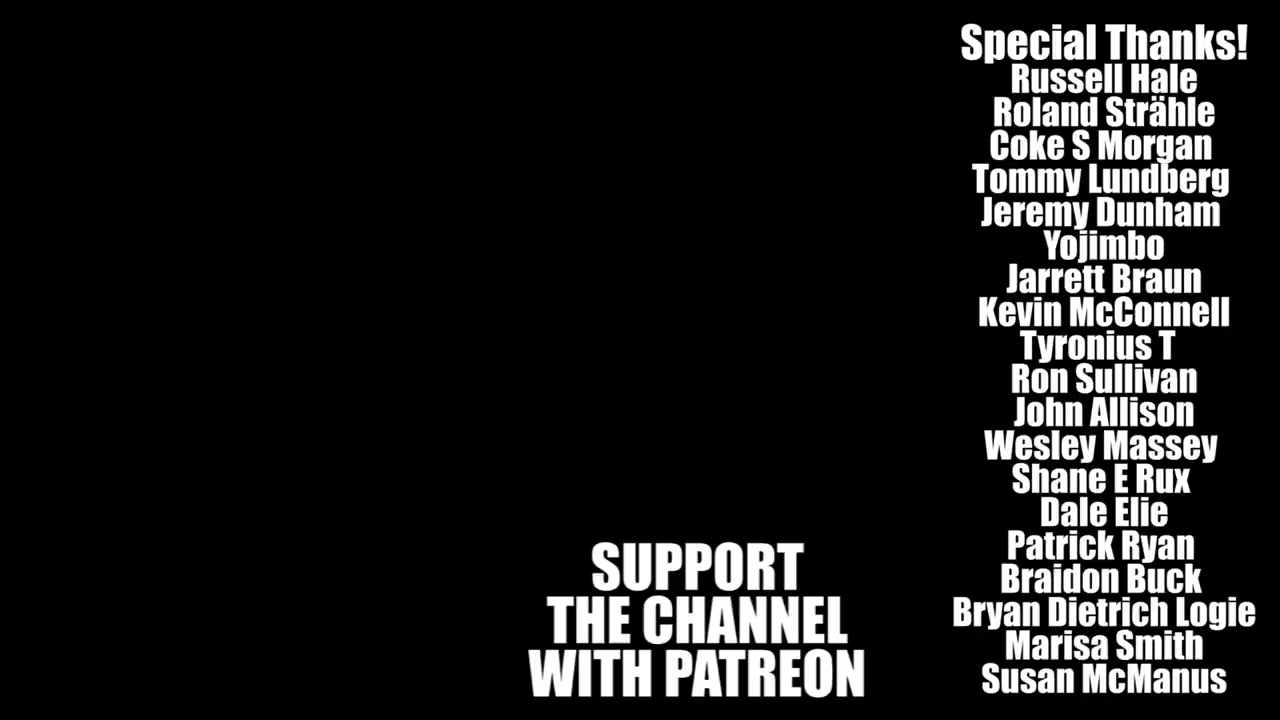 Special Thanks!
Russell Hale
Roland Strähle
Coke S Morgan
Tommy Lundberg
Jeremy Dunham
Yojimbo
Jarrett Braun
Kevin McConnell
Tyronius T
Ron Sullivan
John Allison
Wesley Massey
Shane E Rux
Dale Elie
Patrick Ryan
Braidon Buck
Bryan Dietrich Logie
Marisa Smith
Susan McManus
SUPPORT
THE CHANNEL
WITH PATREON